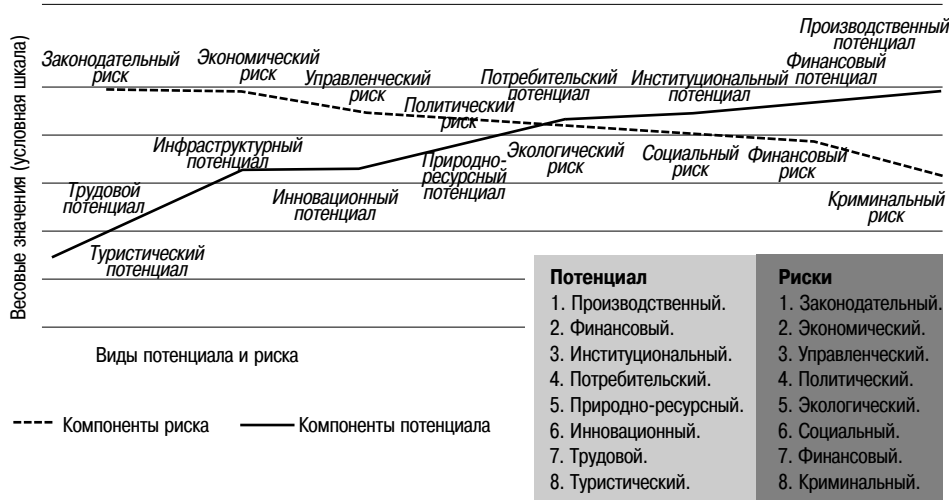 Весовые значения (условная шкала)
Законодательный
риск
Экономический
риск
Управленческий
риск
Политический
риск
Потребительский
потенциал
Институциональный
потенциал
Производственный
потенциал
Финансовый
потенциал
Инфраструктурный
потенциал
Трудовой
потенциал
Туристический
потенциал
Инновационный
потенциал
Природно-
ресурсный
потенциал
Экологический
риск
Социальный
риск
Финансовый
риск
Криминальный
риск
Виды потенциала и риска
Компоненты риска
Компоненты потенциала
Потенциал
1. Производственный.
2. Финансовый.
3. Институциональный.
4. Потребительский.
5. Природно-ресурсный.
6. Инновационный.
7. Трудовой.
8. Туристический.
Риски
1. Законодательный.
2. Экономический.
3. Управленческий.
4. Политический.
5. Экологический.
6. Социальный.
7. Финансовый.
8. Криминальный.